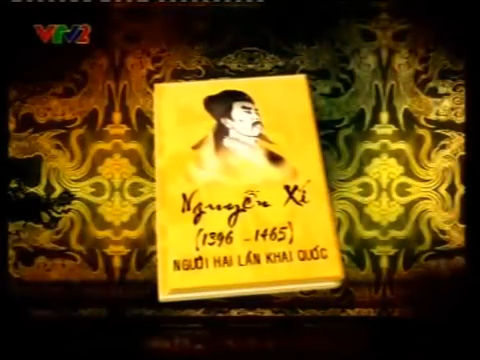 VTV2
Nguyễn Xí
(1396 - 1465)
NGƯỜI HAI LẦN KHAI QUỐC